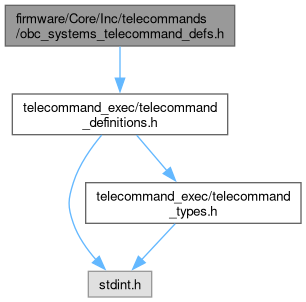 firmware/Core/Inc/telecommands
/obc_systems_telecommand_defs.h
telecommand_exec/telecommand
_definitions.h
telecommand_exec/telecommand
_types.h
stdint.h